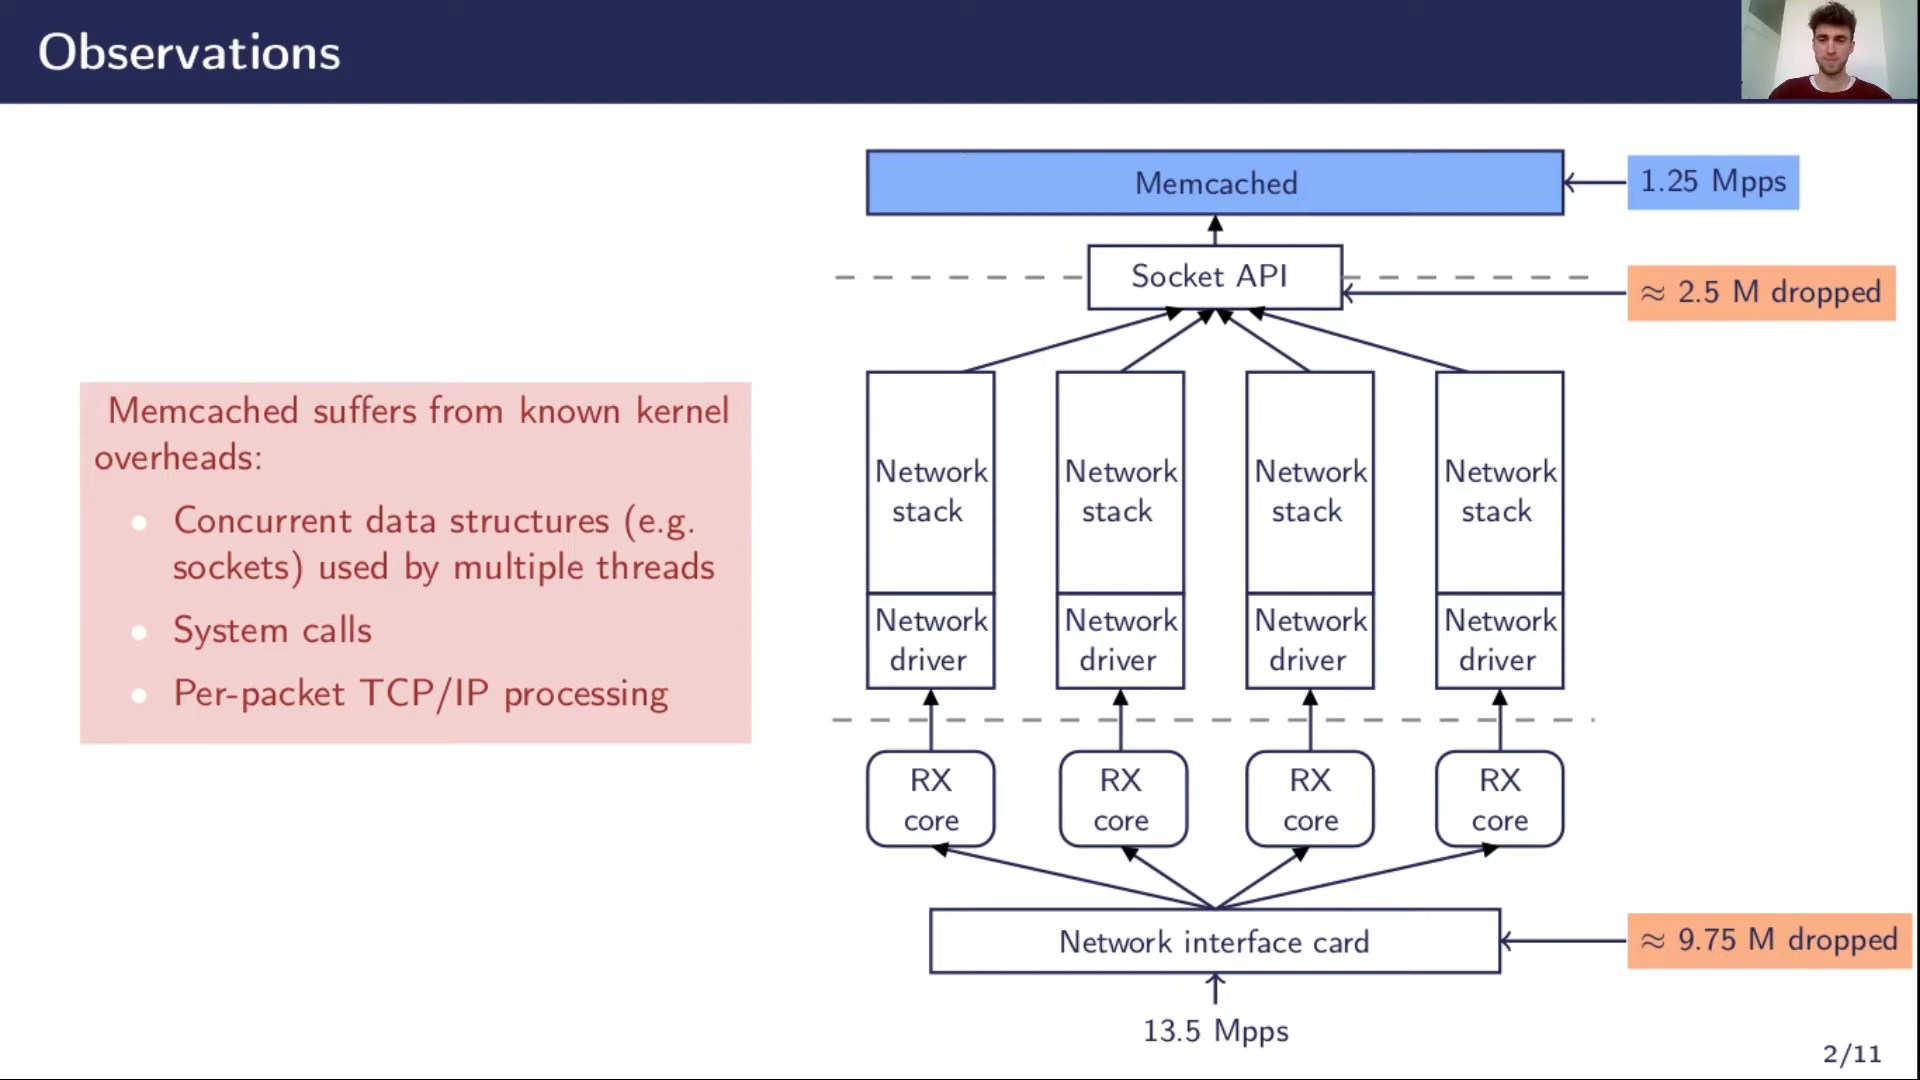 Observations
Memcached suffers from known kernel
overheads:
Concurrent data structures (e.g.
sockets) used by multiple threads
System calls
Per-packet TCP/IP processing
Memcached
1.25 Mpps
Socket API
≈ 2.5 M dropped
Network
stack
Network
stack
Network
stack
Network
stack
Network
driver
Network
driver
Network
driver
Network
driver
RX
core
RX
core
RX
core
RX
core
Network interface card
≈ 9.75 M dropped
13.5 Mpps
2/11